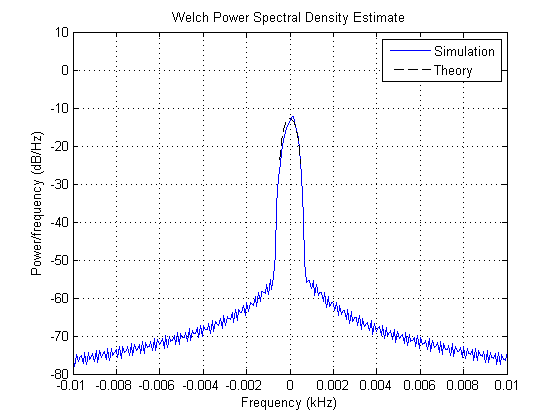 Welch Power Spectral Density Estimate
10
0
-10
-20
-30
-40
-50
-60
-70
-80
Power/frequency (dB/Hz)
Simulation
Theory
-0.01 -0.008 -0.006 -0.004 -0.002 0 0.002 0.004 0.006 0.008 0.01
Frequency (kHz)